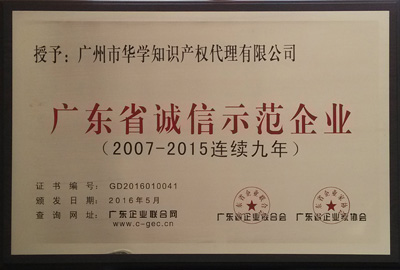 授予：广州市华学知识产权代理有限公司
广东省诚信示范企业
（2007-2015连续九年）
证书编号：GD2016010041
颁发日期：2016年5月
查询网址：广东企业联合网
www.c-gec.cn
广东省企业联合会 广东省企业家协会